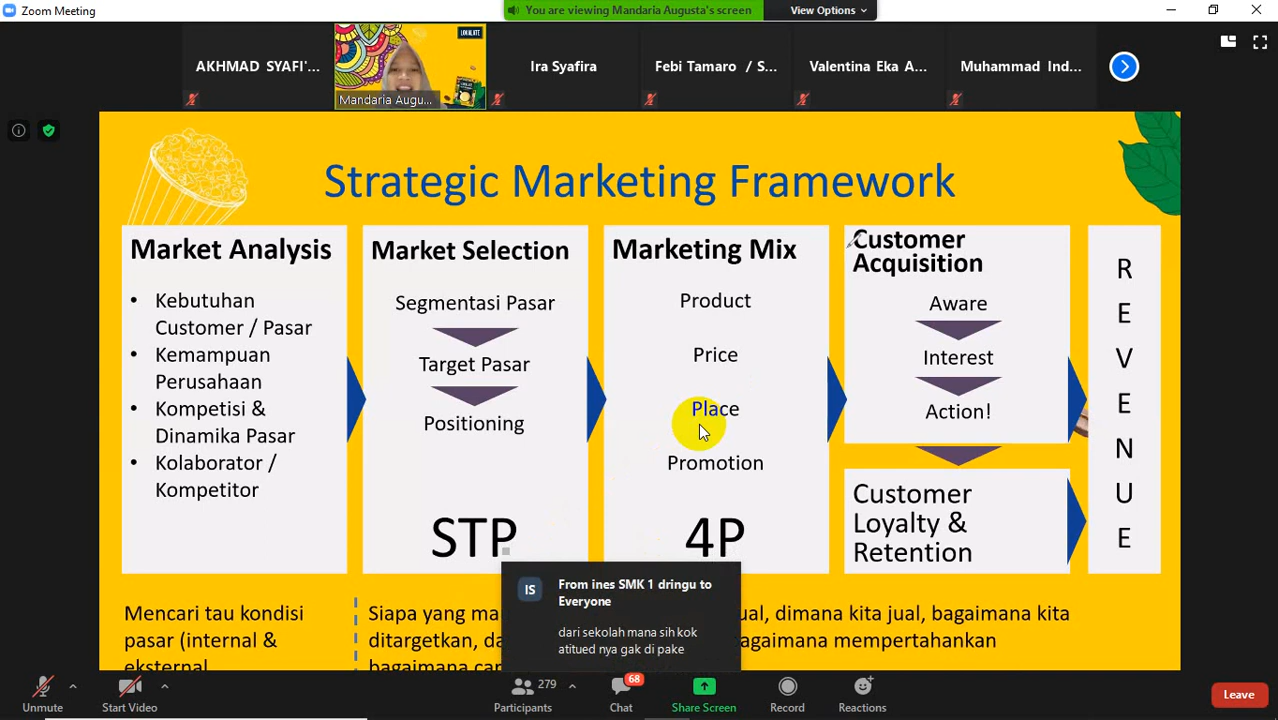 Zoom Meeting
You are viewing Mandaria Augusta's screen
View Options
LOKALATE
AKHMAD SYAFI'...
Mandaria Augu...
Ira Syafira
Febi Tamaro / S...
Valentina Eka A...
Muhammad Ind...
Strategic Marketing Framework
Market Analysis
• Kebutuhan
Customer / Pasar
• Kemampuan
Perusahaan
• Kompetisi &
Dinamika Pasar
• Kolaborator /
Kompetitor
Market Selection
Segmentasi Pasar
Target Pasar
Positioning
STP
Marketing Mix
Product
Price
Place
Promotion
4P
Customer
Acquisition
Aware
Interest
Action!
Customer
Loyalty &
Retention
R
E
V
E
N
U
E
Mencari tau kondisi
pasar (internal &
eksternal
Siapa yang
ual, dimana kita jual, bagaimana kita
ditargetkan,
bagaimana mempertahankan
IS
From ines SMK 1 dringu to
Everyone
dari sekolah mana sih kok
atitued nya gak di pake
Unmute
Start Video
279
Participants
68
Chat
Share Screen
Record
Reactions
Leave